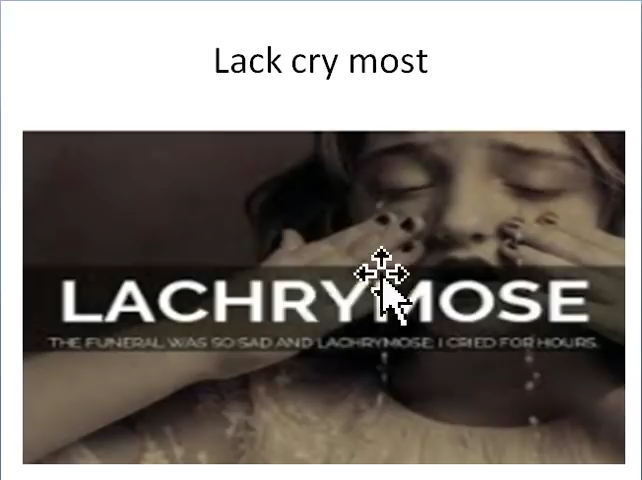 Lack cry most
LACHRYMOSE
THE FUNERAL WAS SO SAD AND LACHRYMOSE; I CRIED FOR HOURS.